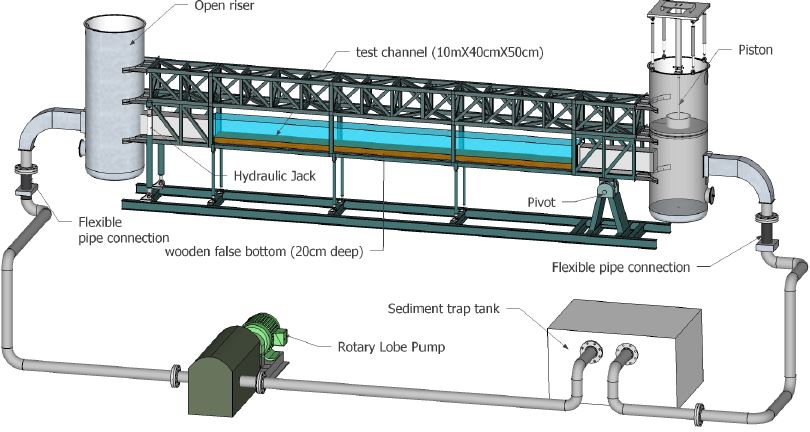 Open riser
test channel (10mX40cmX50cm)
Piston
Hydraulic Jack
Pivot
Flexible
pipe connection
wooden false bottom (20cm deep)
Flexible pipe connection
Sediment trap tank
Rotary Lobe Pump